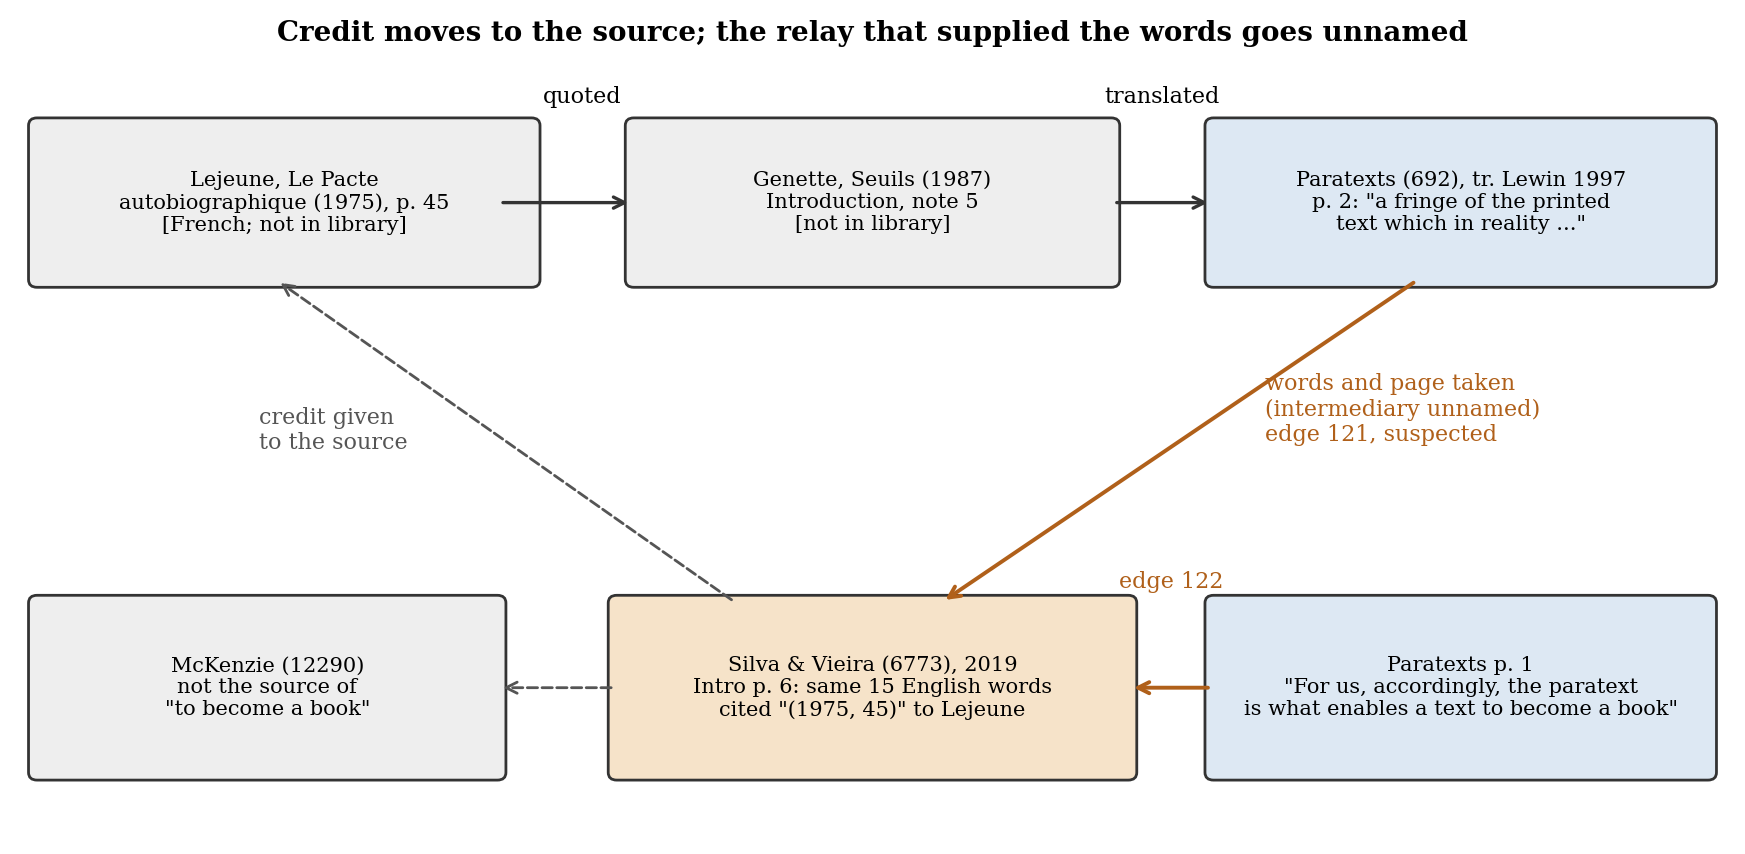 Credit moves to the source; the relay that supplied the words goes unnamed
quoted
translated
Lejeune, Le Pacte
autobiographique (1975), p. 45
[French; not in library]
Genette, Seuils (1987)
Introduction, note 5
[not in library]
Paratexts (692), tr. Lewin 1997
p. 2: "a fringe of the printed
text which in reality ..."
credit given
to the source
words and page taken
(intermediary unnamed)
edge 121, suspected
edge 122
McKenzie (12290)
not the source of
"to become a book"
Silva & Vieira (6773), 2019
Intro p. 6: same 15 English words
cited "(1975, 45)" to Lejeune
Paratexts p. 1
"For us, accordingly, the paratext
is what enables a text to become a book"